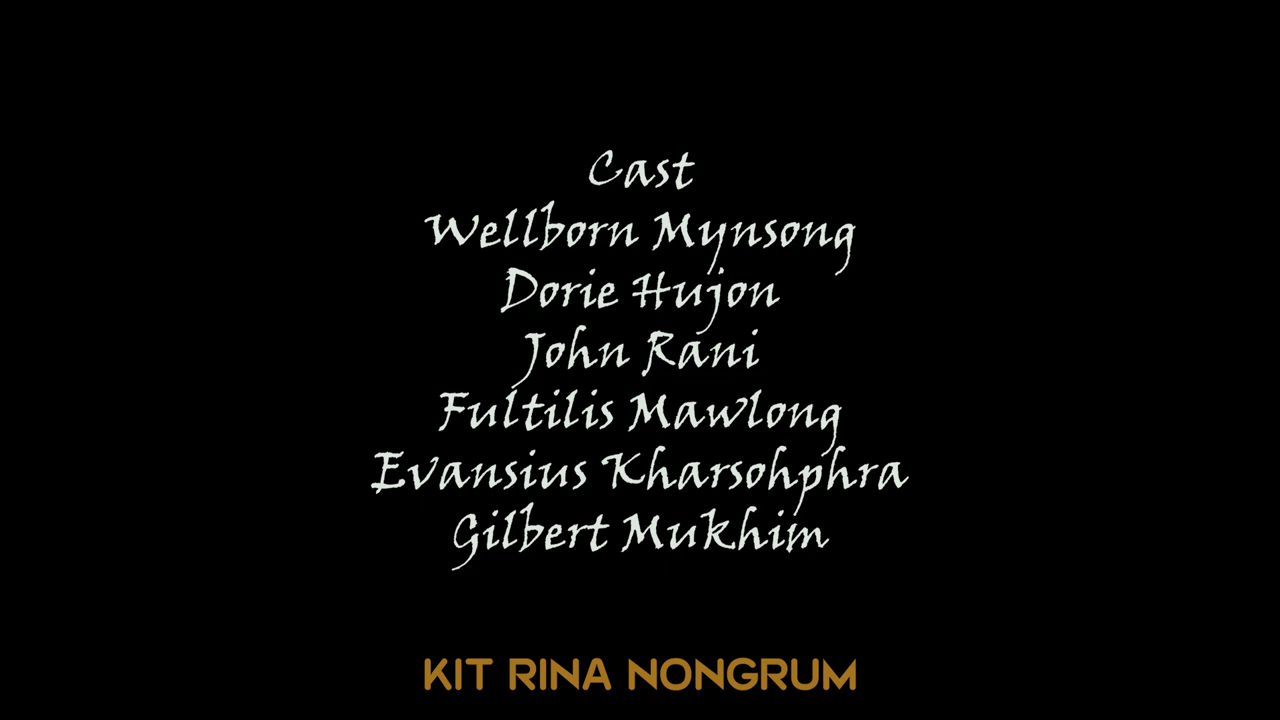 Cast
Wellborn Mynsong
Dorie Hujon
John Rani
Fultilis Mawlong
Evansius Kharsohphra
Gilbert Mukhim
KIT RINA NONGRUM